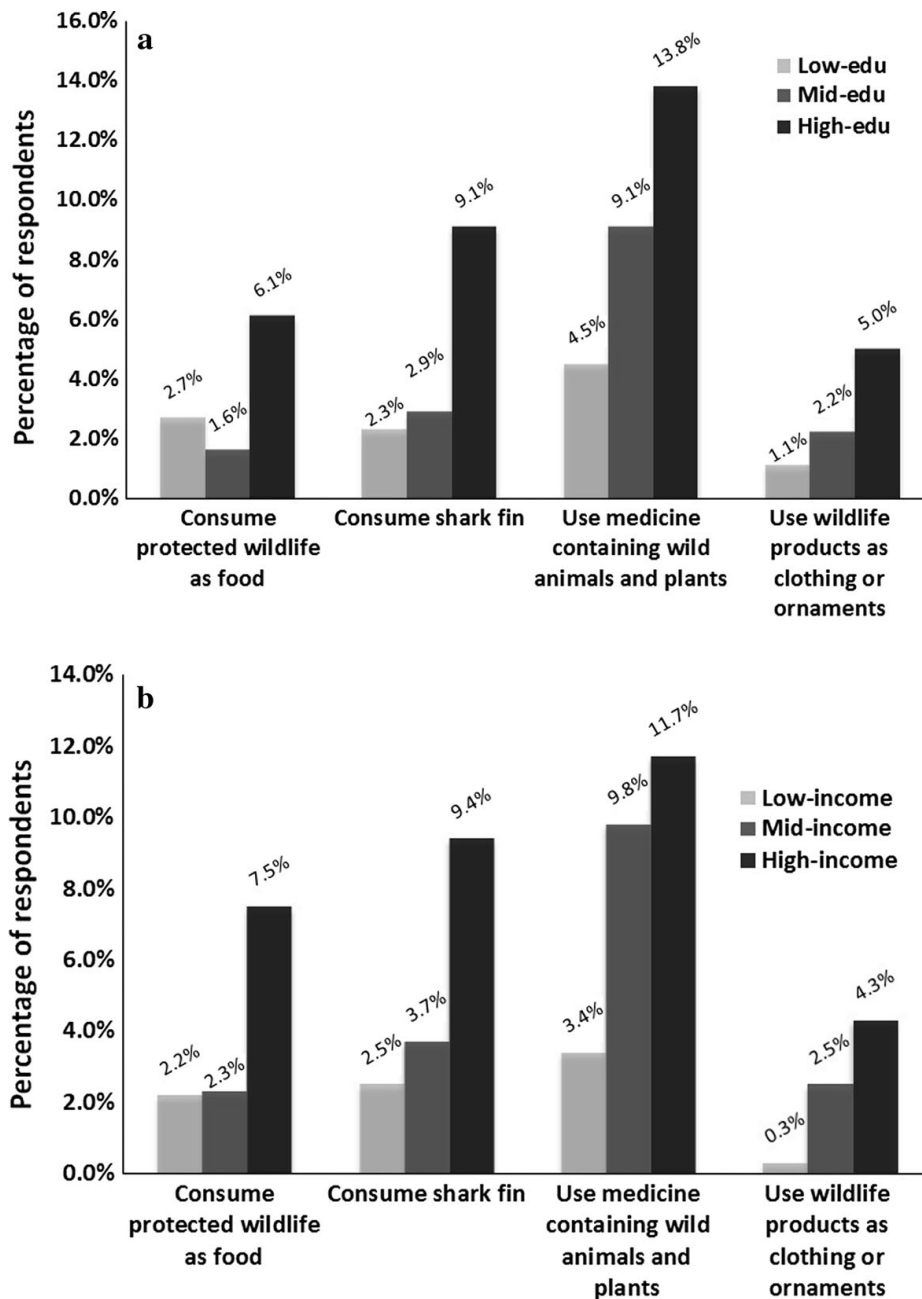 a
Percentage of respondents
16.0%
14.0%
12.0%
10.0%
8.0%
6.0%
4.0%
2.0%
0.0%
Low-edu
Mid-edu
High-edu
2.7%
1.6%
6.1%
2.3%
2.9%
9.1%
4.5%
9.1%
13.8%
1.1%
2.2%
5.0%
Consume
protected wildlife
as food
Consume shark fin
Use medicine
containing wild
animals and plants
Use wildlife
products as
clothing or
ornaments
b
Percentage of respondents
14.0%
12.0%
10.0%
8.0%
6.0%
4.0%
2.0%
0.0%
Low-income
Mid-income
High-income
2.2%
2.3%
7.5%
2.5%
3.7%
9.4%
3.4%
9.8%
11.7%
0.3%
2.5%
4.3%
Consume
protected wildlife
as food
Consume shark fin
Use medicine
containing wild
animals and
plants
Use wildlife
products as
clothing or
ornaments